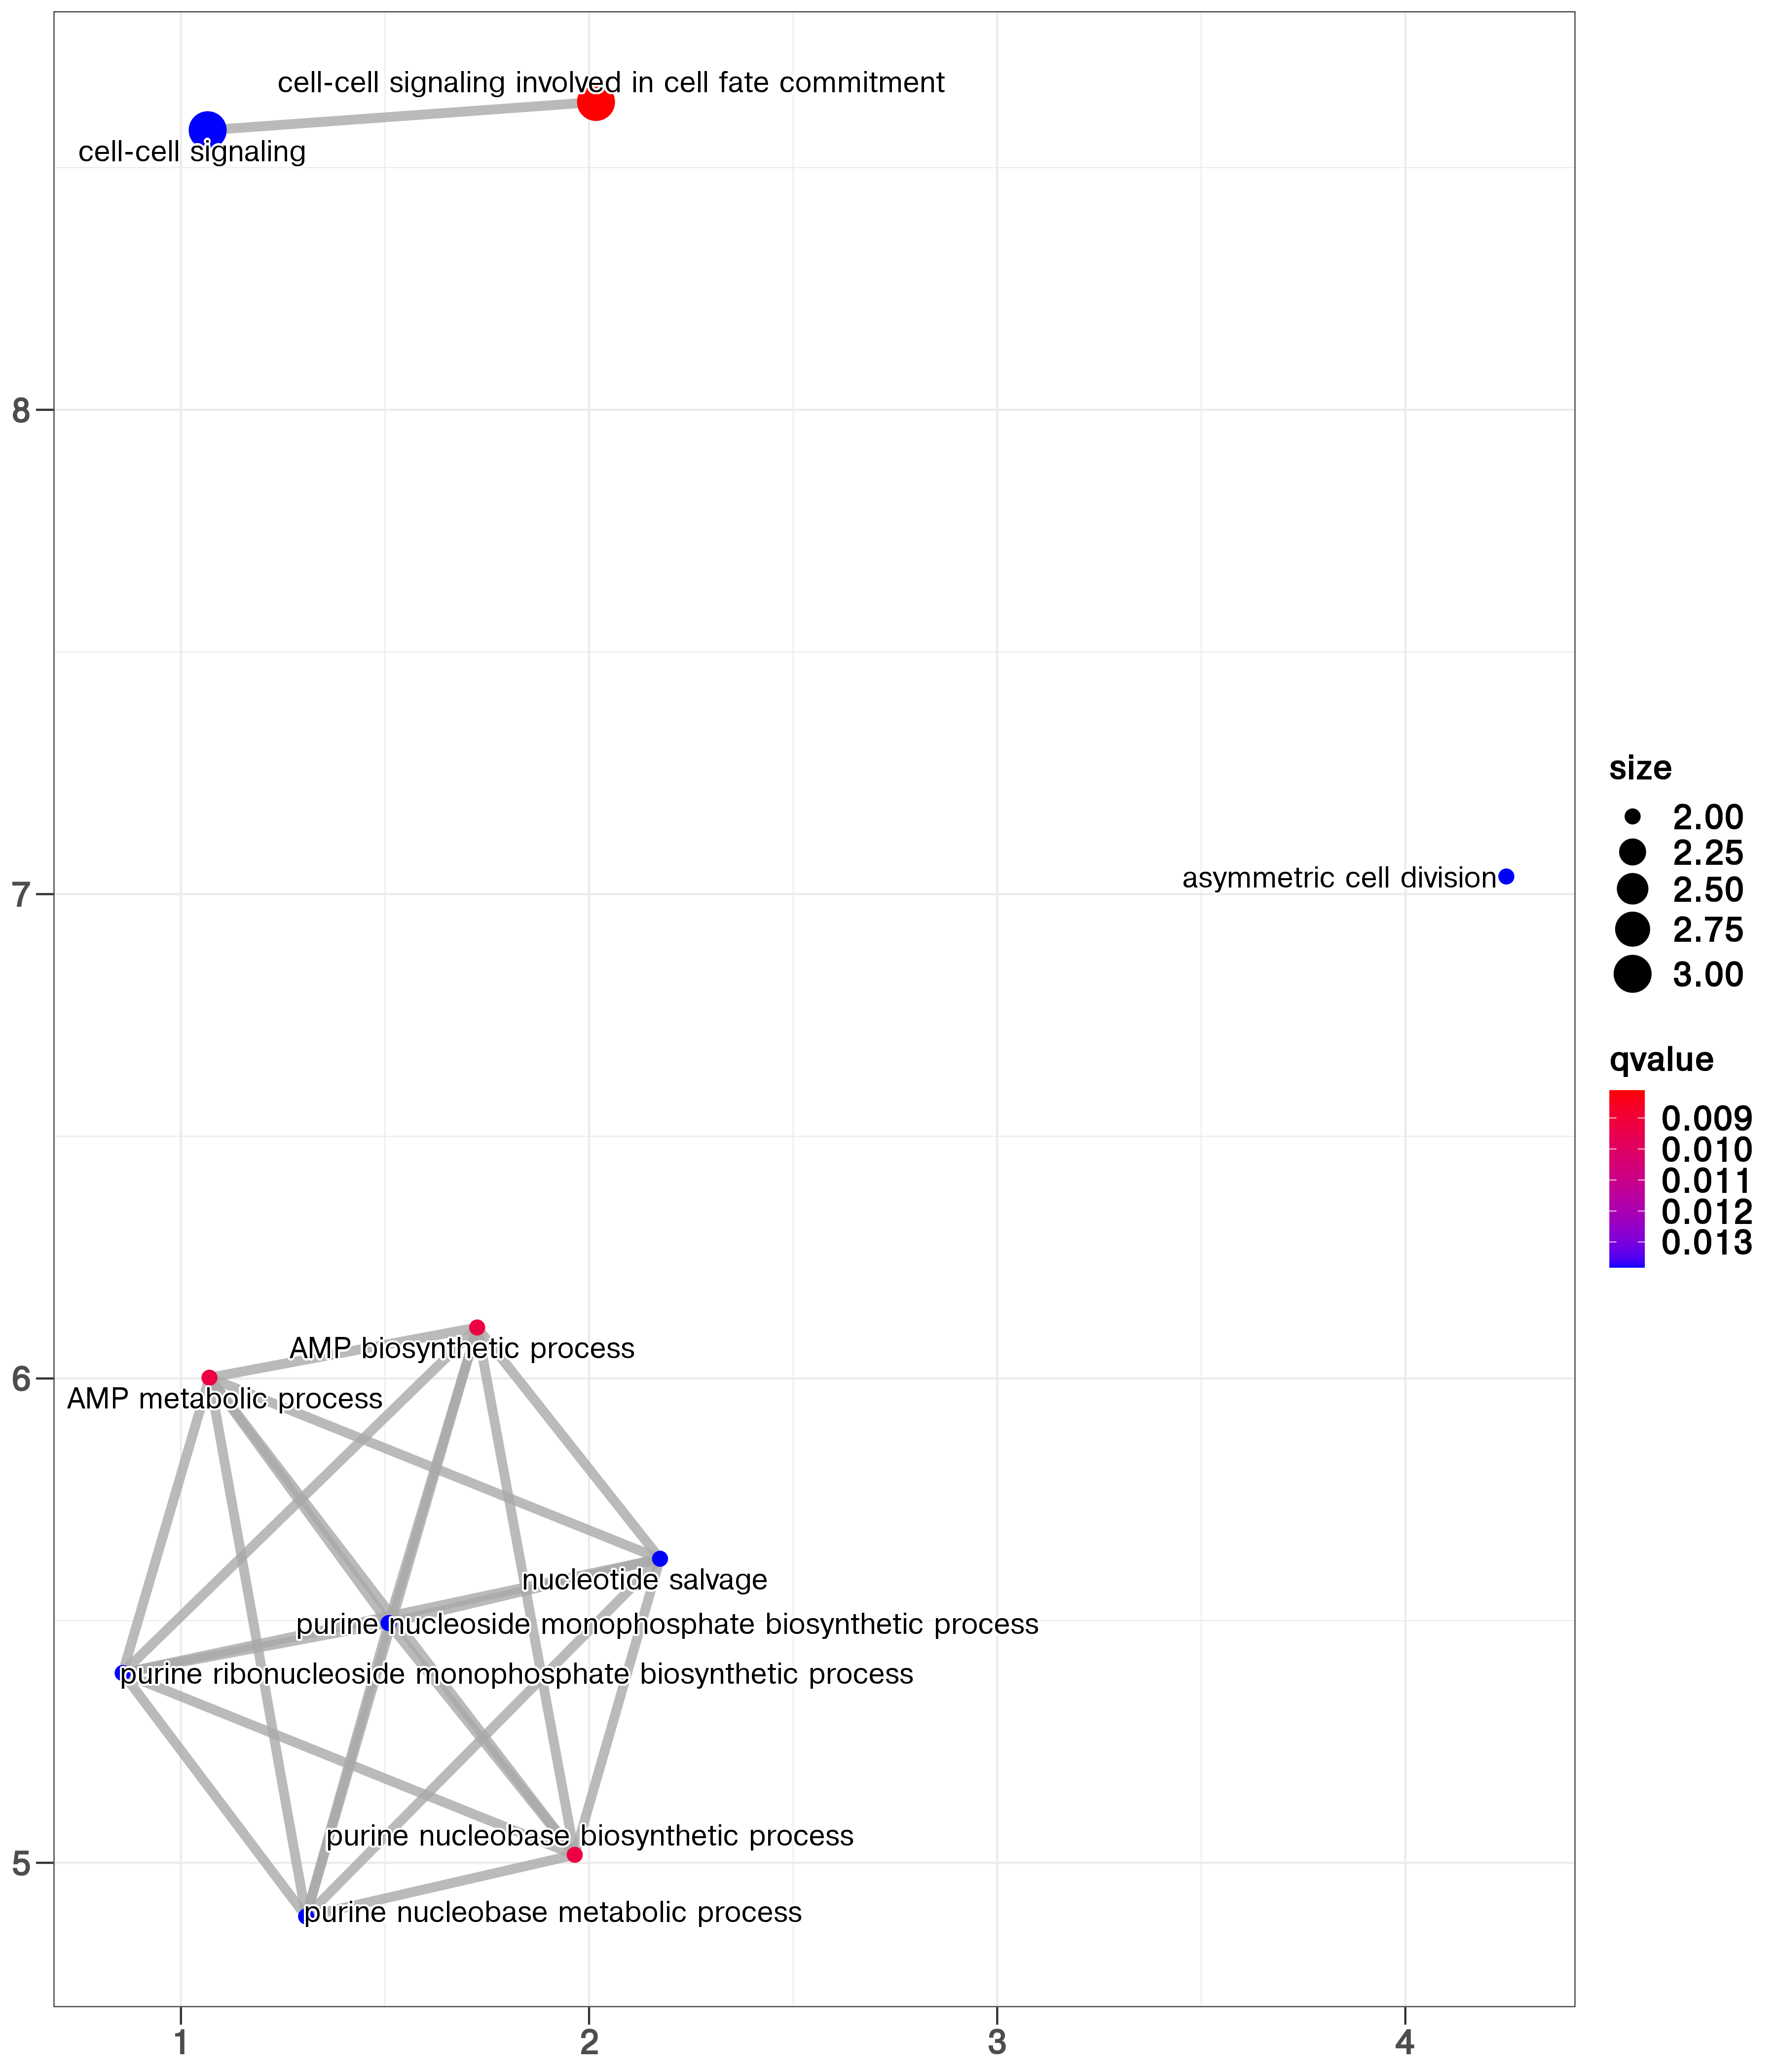 cell-cell signaling involved in cell fate commitment
cell-cell signaling
8
size
2.00
2.25
2.50
2.75
3.00
asymmetric cell division
7
qvalue
0.009
0.010
0.011
0.012
0.013
AMP biosynthetic process
6
AMP metabolic process
nucleotide salvage
purine nucleoside monophosphate biosynthetic process
purine ribonucleoside monophosphate biosynthetic process
purine nucleobase biosynthetic process
5
purine nucleobase metabolic process
1 2 3 4